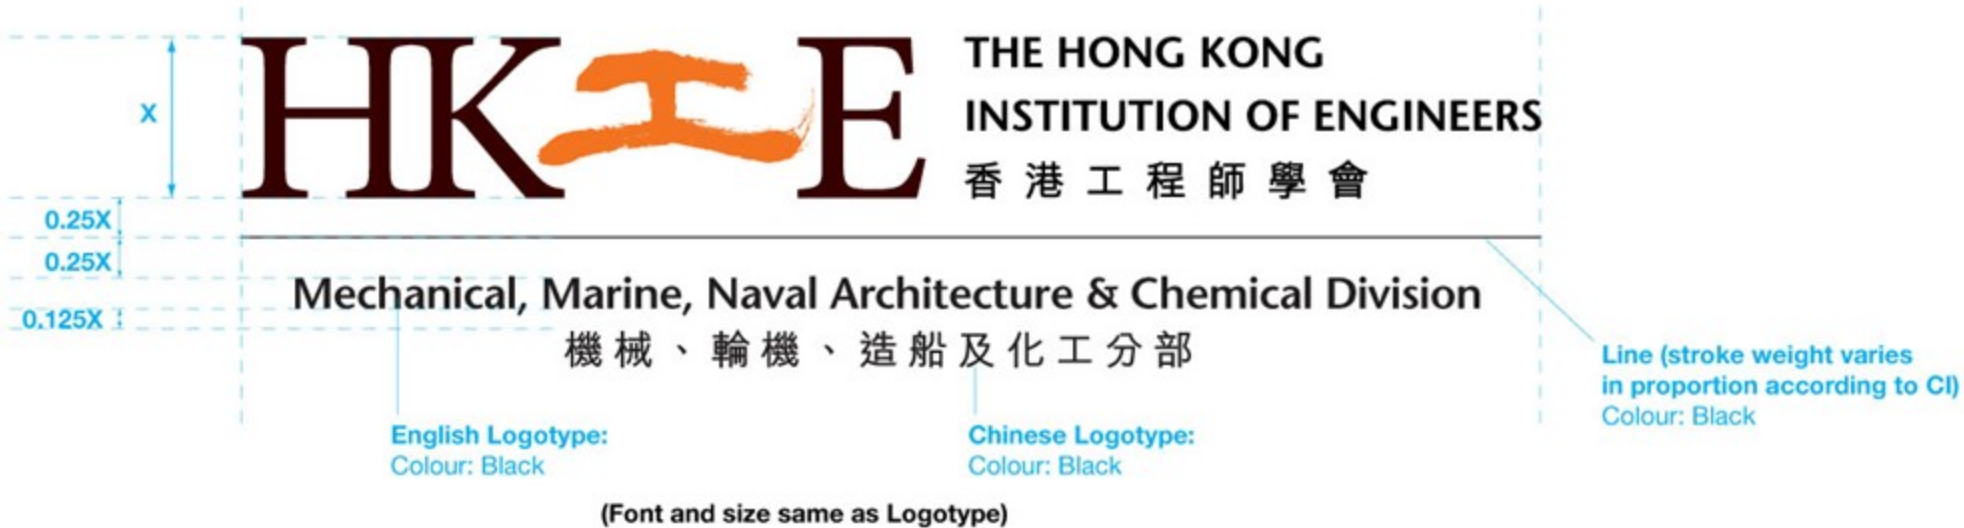 HK工E
THE HONG KONG
INSTITUTION OF ENGINEERS
香港工程師學會
X
0.25X
0.25X
0.125X
Mechanical, Marine, Naval Architecture & Chemical Division
機械、輪機、造船及化工分部
Line (stroke weight varies
in proportion according to CI)
Colour: Black
English Logotype:
Colour: Black
Chinese Logotype:
Colour: Black
(Font and size same as Logotype)